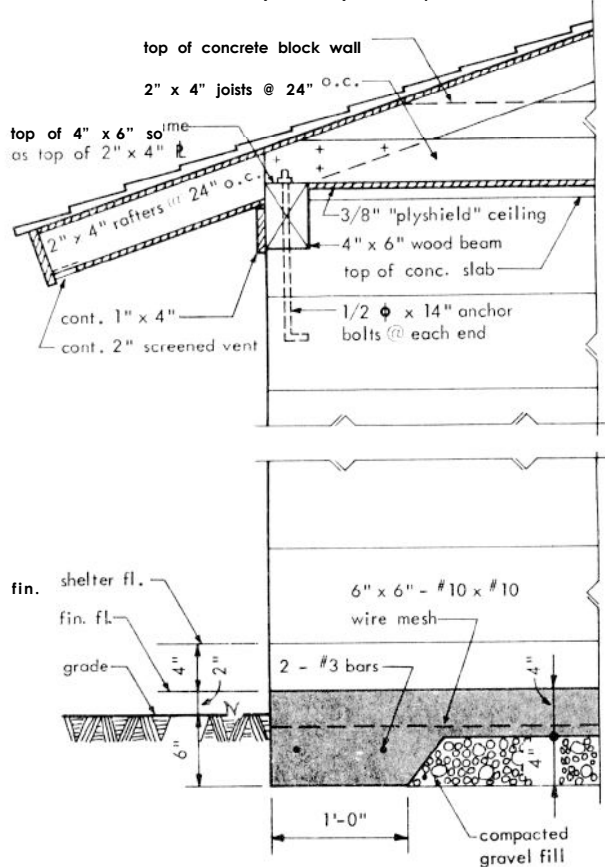 top of concrete block wall
2" x 4" joists @ 24" o.c.
top of 4" x 6" so me
as top of 2" x 4" ⅊
2" x 4" rafters @ 24" o.c.
3/8" "plyshield" ceiling
4" x 6" wood beam
top of conc. slab
cont. 1" x 4"
cont. 2" screened vent
1/2 ϕ x 14" anchor
bolts @ each end
fin. shelter fl.
fin. fl.
grade
4"
2"
6"
6" x 6" - #10 x #10
wire mesh
2 - #3 bars
4"
4"
1'-0"
compacted
gravel fill